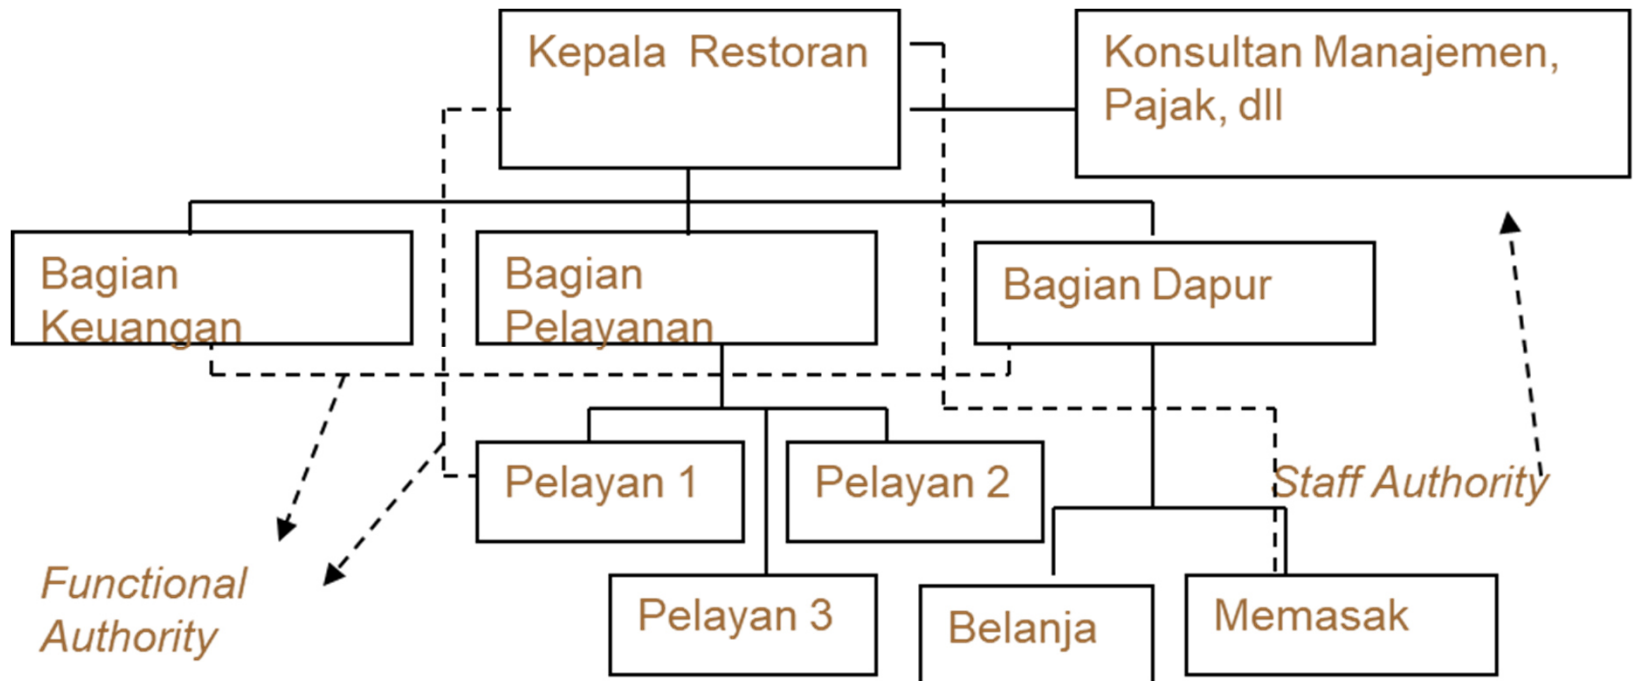 Kepala Restoran
Konsultan Manajemen,
Pajak, dll
Bagian
Keuangan
Bagian
Pelayanan
Bagian Dapur
Pelayan 1
Pelayan 2
Staff Authority
Functional
Authority
Pelayan 3
Belanja
Memasak